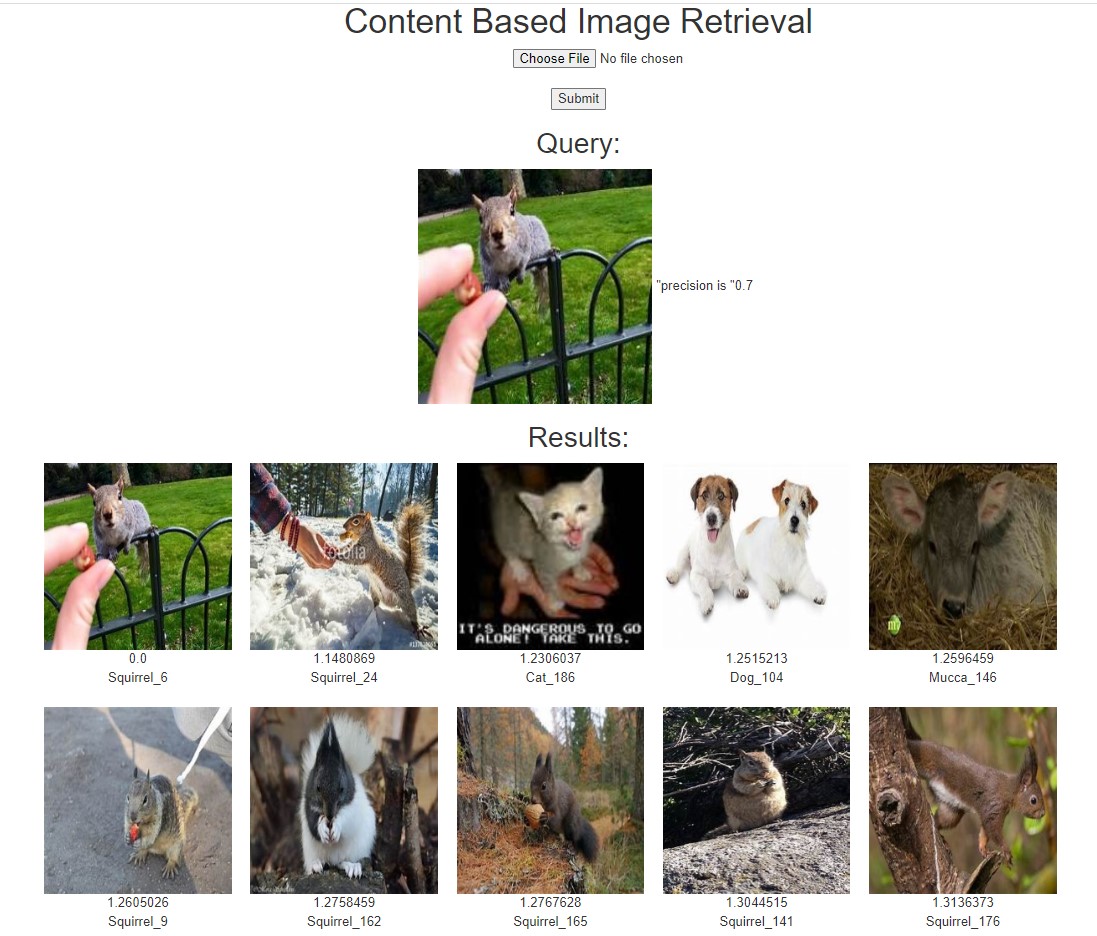 Content Based Image Retrieval
Choose File No file chosen
Submit
Query:
"precision is "0.7
Results:
fotolia
IT'S DANGEROUS TO GO
ALONE! TAKE THIS.
my
0.0
1.1480869
1.2306037
1.2515213
1.2596459
Squirrel_6
Squirrel_24
Cat_186
Dog_104
Mucca_146
1.2605026
1.2758459
1.2767628
1.3044515
1.3136373
Squirrel_9
Squirrel_162
Squirrel_165
Squirrel_141
Squirrel_176